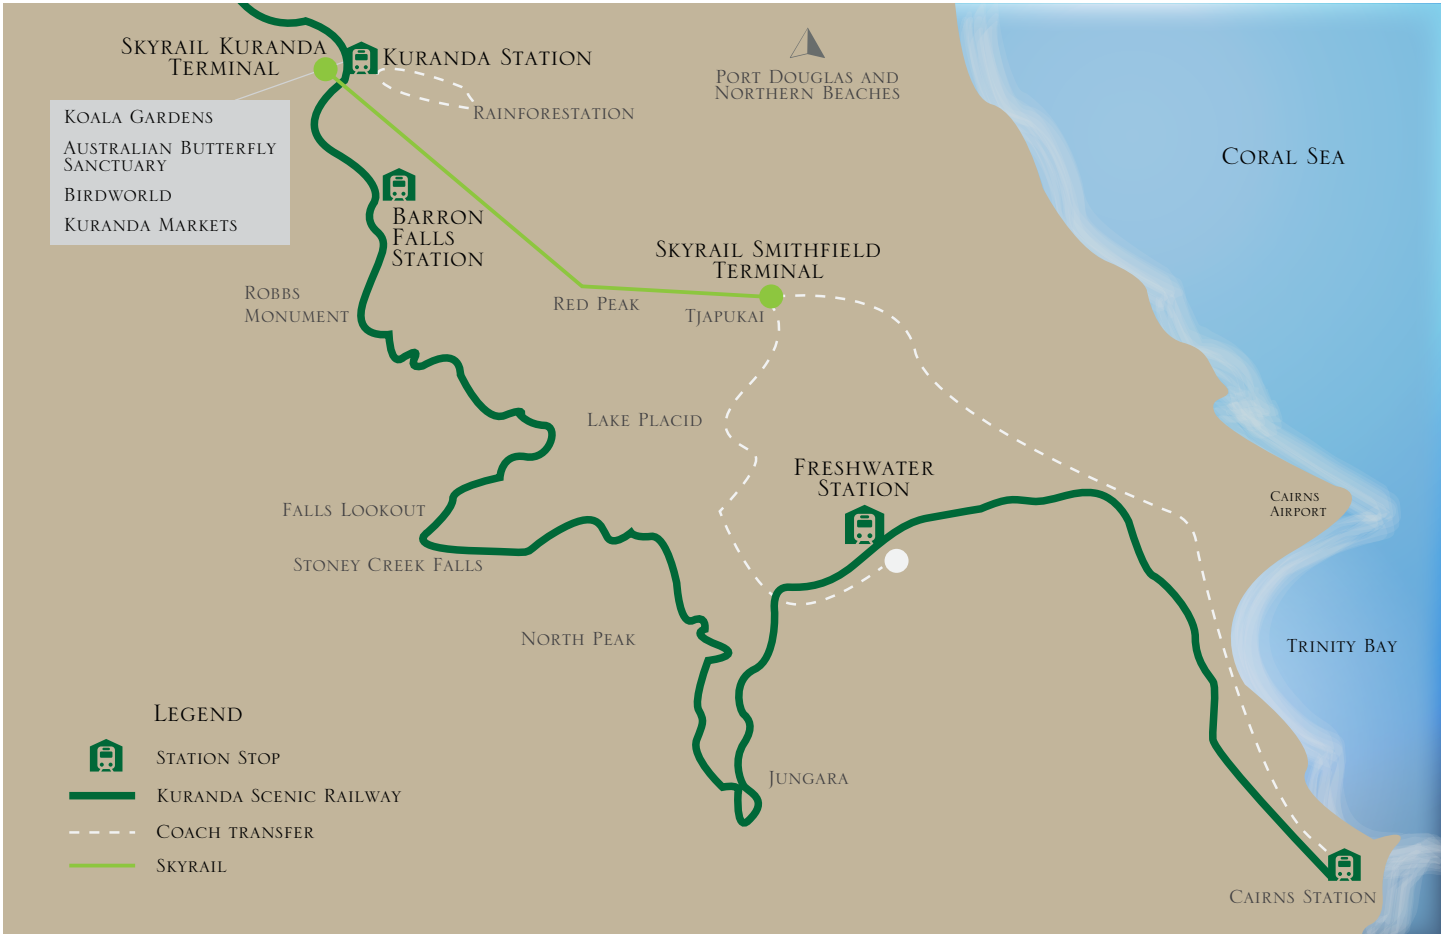 Skyrail Kuranda
Terminal
Kuranda Station
Rainforestation
Port Douglas and
Northern Beaches
Coral Sea
Koala Gardens
Australian Butterfly
Sanctuary
Birdworld
Kuranda Markets
Barron
Falls
Station
Skyrail Smithfield
Terminal
Robbs
Monument
Red Peak
Tjapukai
Lake Placid
Freshwater
Station
Cairns
Airport
Falls Lookout
Stoney Creek Falls
North Peak
Trinity Bay
Jungara
Legend
Station Stop
Kuranda Scenic Railway
Coach transfer
Skyrail
Cairns Station